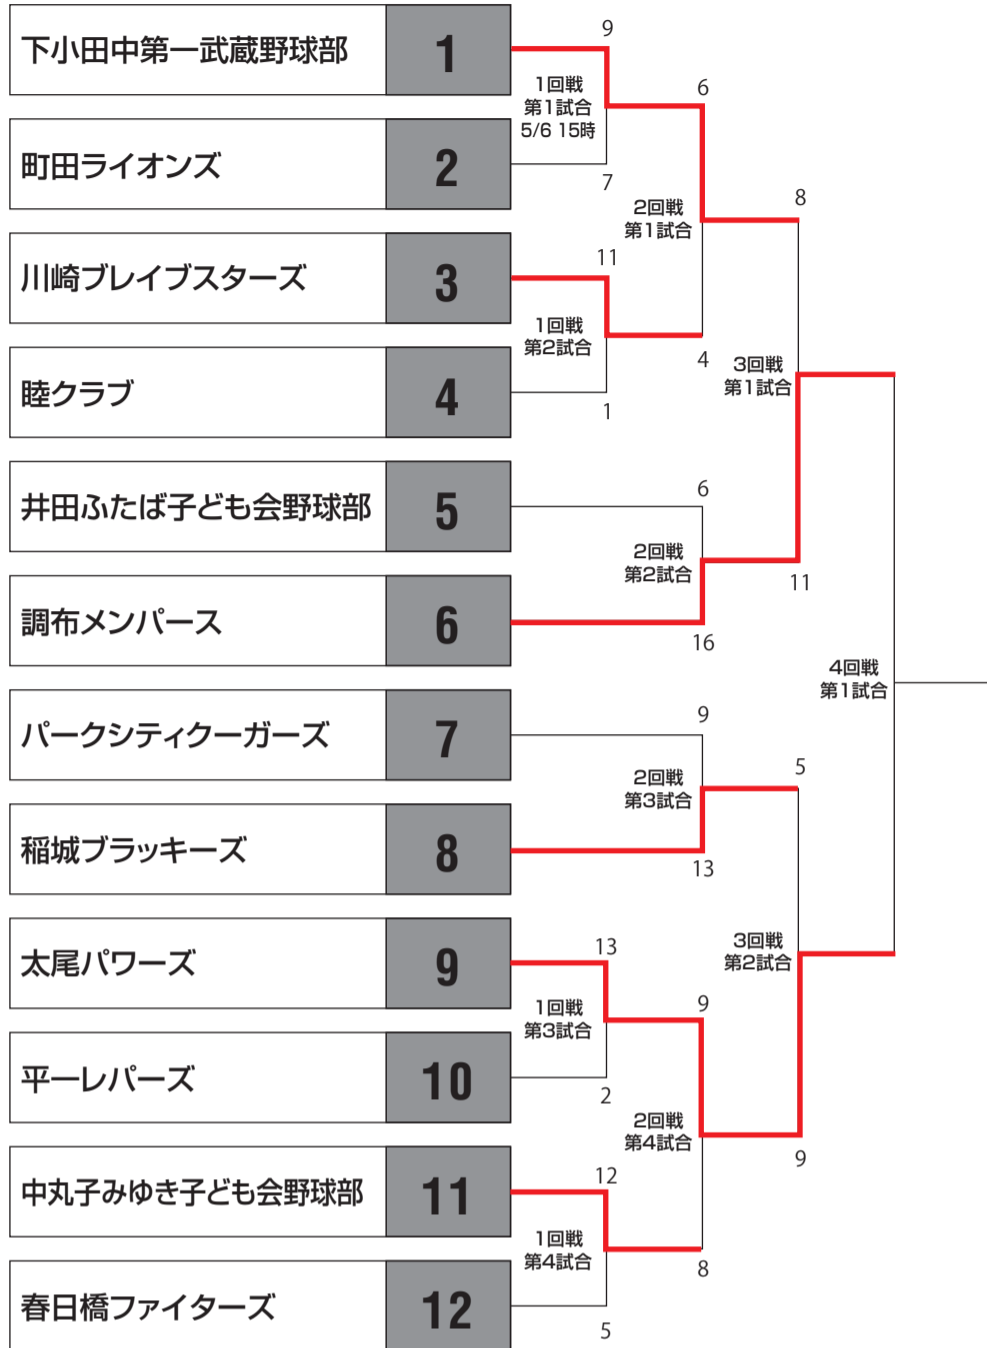 下小田中第一武蔵野球部 1
町田ライオンズ 2
川崎ブレイブスターズ 3
睦クラブ 4
井田ふたば子ども会野球部 5
調布メンパース 6
パークシティクーガーズ 7
稲城ブラッキーズ 8
太尾パワーズ 9
平一レパーズ 10
中丸子みゆき子ども会野球部 11
春日橋ファイターズ 12
9
1回戦
第1試合
5/6 15時
7
11
1回戦
第2試合
1
13
1回戦
第3試合
2
12
1回戦
第4試合
5
6
2回戦
第1試合
4
6
2回戦
第2試合
16
9
2回戦
第3試合
13
9
2回戦
第4試合
8
8
3回戦
第1試合
11
5
3回戦
第2試合
9
4回戦
第1試合